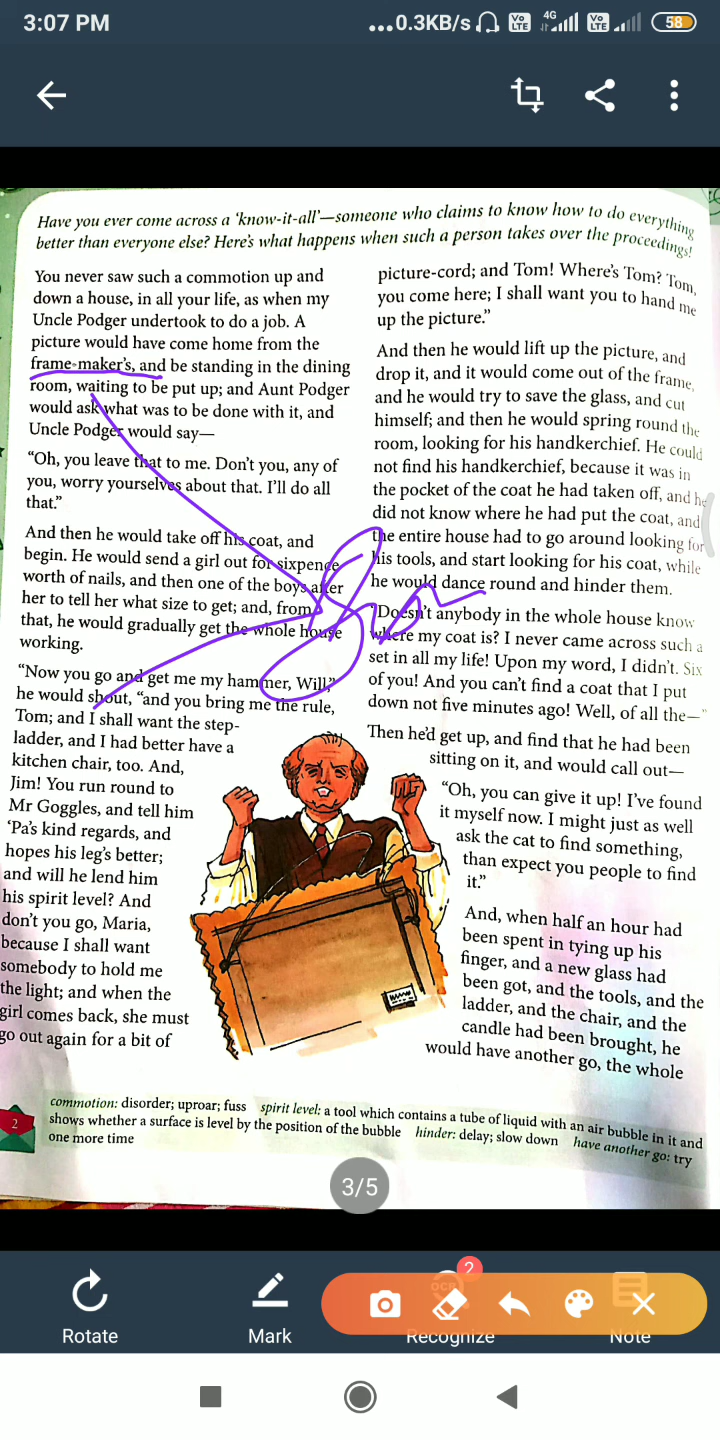 3:07 PM
...0.3KB/s
Vo LTE
4G
Vo LTE
58
Have you ever come across a ‘know-it-all’—someone who claims to know how to do everything
better than everyone else? Here's what happens when such a person takes over the proceedings!
You never saw such a commotion up and
down a house, in all your life, as when my
Uncle Podger undertook to do a job. A
picture would have come home from the
frame-maker's, and be standing in the dining
room, waiting to be put up; and Aunt Podger
would ask what was to be done with it, and
Uncle Podger would say—
“Oh, you leave that to me. Don't you, any of
you, worry yourselves about that. I'll do all
that.”
And then he would take off his coat, and
begin. He would send a girl out for sixpence
worth of nails, and then one of the boys after
her to tell her what size to get; and, from
that, he would gradually get the whole house
working.
“Now you go and get me my hammer, Will,”
he would shout, “and you bring me the rule,
Tom; and I shall want the step-
ladder, and I had better have a
kitchen chair, too. And,
Jim! You run round to
Mr Goggles, and tell him
‘Pa's kind regards, and
hopes his leg's better;
and will he lend him
his spirit level? And
don't you go, Maria,
because I shall want
somebody to hold me
the light; and when the
girl comes back, she must
go out again for a bit of
picture-cord; and Tom! Where's Tom? Tom,
you come here; I shall want you to hand me
up the picture.”
And then he would lift up the picture, and
drop it, and it would come out of the frame,
and he would try to save the glass, and cut
himself; and then he would spring round the
room, looking for his handkerchief. He could
not find his handkerchief, because it was in
the pocket of the coat he had taken off, and he
did not know where he had put the coat, and
the entire house had to go around looking for
his tools, and start looking for his coat, while
he would dance round and hinder them.
“Doesn't anybody in the whole house know
where my coat is? I never came across such a
set in all my life! Upon my word, I didn't. Six
of you! And you can't find a coat that I put
down not five minutes ago! Well, of all the—”
Then he'd get up, and find that he had been
sitting on it, and would call out—
“Oh, you can give it up! I've found
it myself now. I might just as well
ask the cat to find something,
than expect you people to find
it.”
And, when half an hour had
been spent in tying up his
finger, and a new glass had
been got, and the tools, and the
ladder, and the chair, and the
candle had been brought, he
would have another go, the whole
commotion: disorder; uproar; fuss spirit level: a tool which contains a tube of liquid with an air bubble in it and
shows whether a surface is level by the position of the bubble hinder: delay; slow down have another go: try
one more time
2
3/5
2
OCR
Rotate
Mark
Recognize
Note